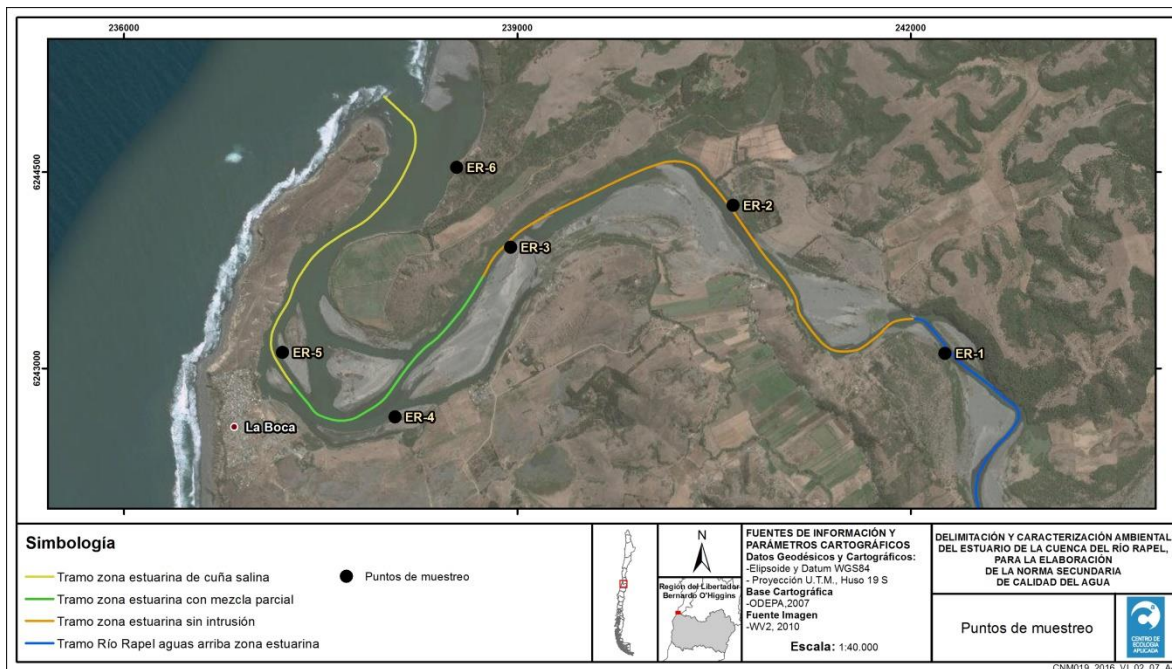 236000
239000
242000
6244500
6243000
ER-6
ER-2
ER-3
ER-5
ER-1
ER-4
La Boca
Simbología
Tramo zona estuarina de cuña salina
Tramo zona estuarina con mezcla parcial
Tramo zona estuarina sin intrusión
Tramo Río Rapel aguas arriba zona estuarina
Puntos de muestreo
N
Región del Libertador
Bernardo O'Higgins
FUENTES DE INFORMACIÓN Y
PARÁMETROS CARTOGRÁFICOS
Datos Geodésicos y Cartográficos:
-Elipsoide y Datum WGS84
- Proyección U.T.M., Huso 19 S
Base Cartográfica
-ODEPA,2007
Fuente Imagen
-WV2, 2010
Escala: 1:40.000
DELIMITACIÓN Y CARACTERIZACIÓN AMBIENTAL
DEL ESTUARIO DE LA CUENCA DEL RÍO RAPEL,
PARA LA ELABORACIÓN
DE LA NORMA SECUNDARIA
DE CALIDAD DEL AGUA
Puntos de muestreo
CENTRO DE
ECOLOGÍA
APLICADA